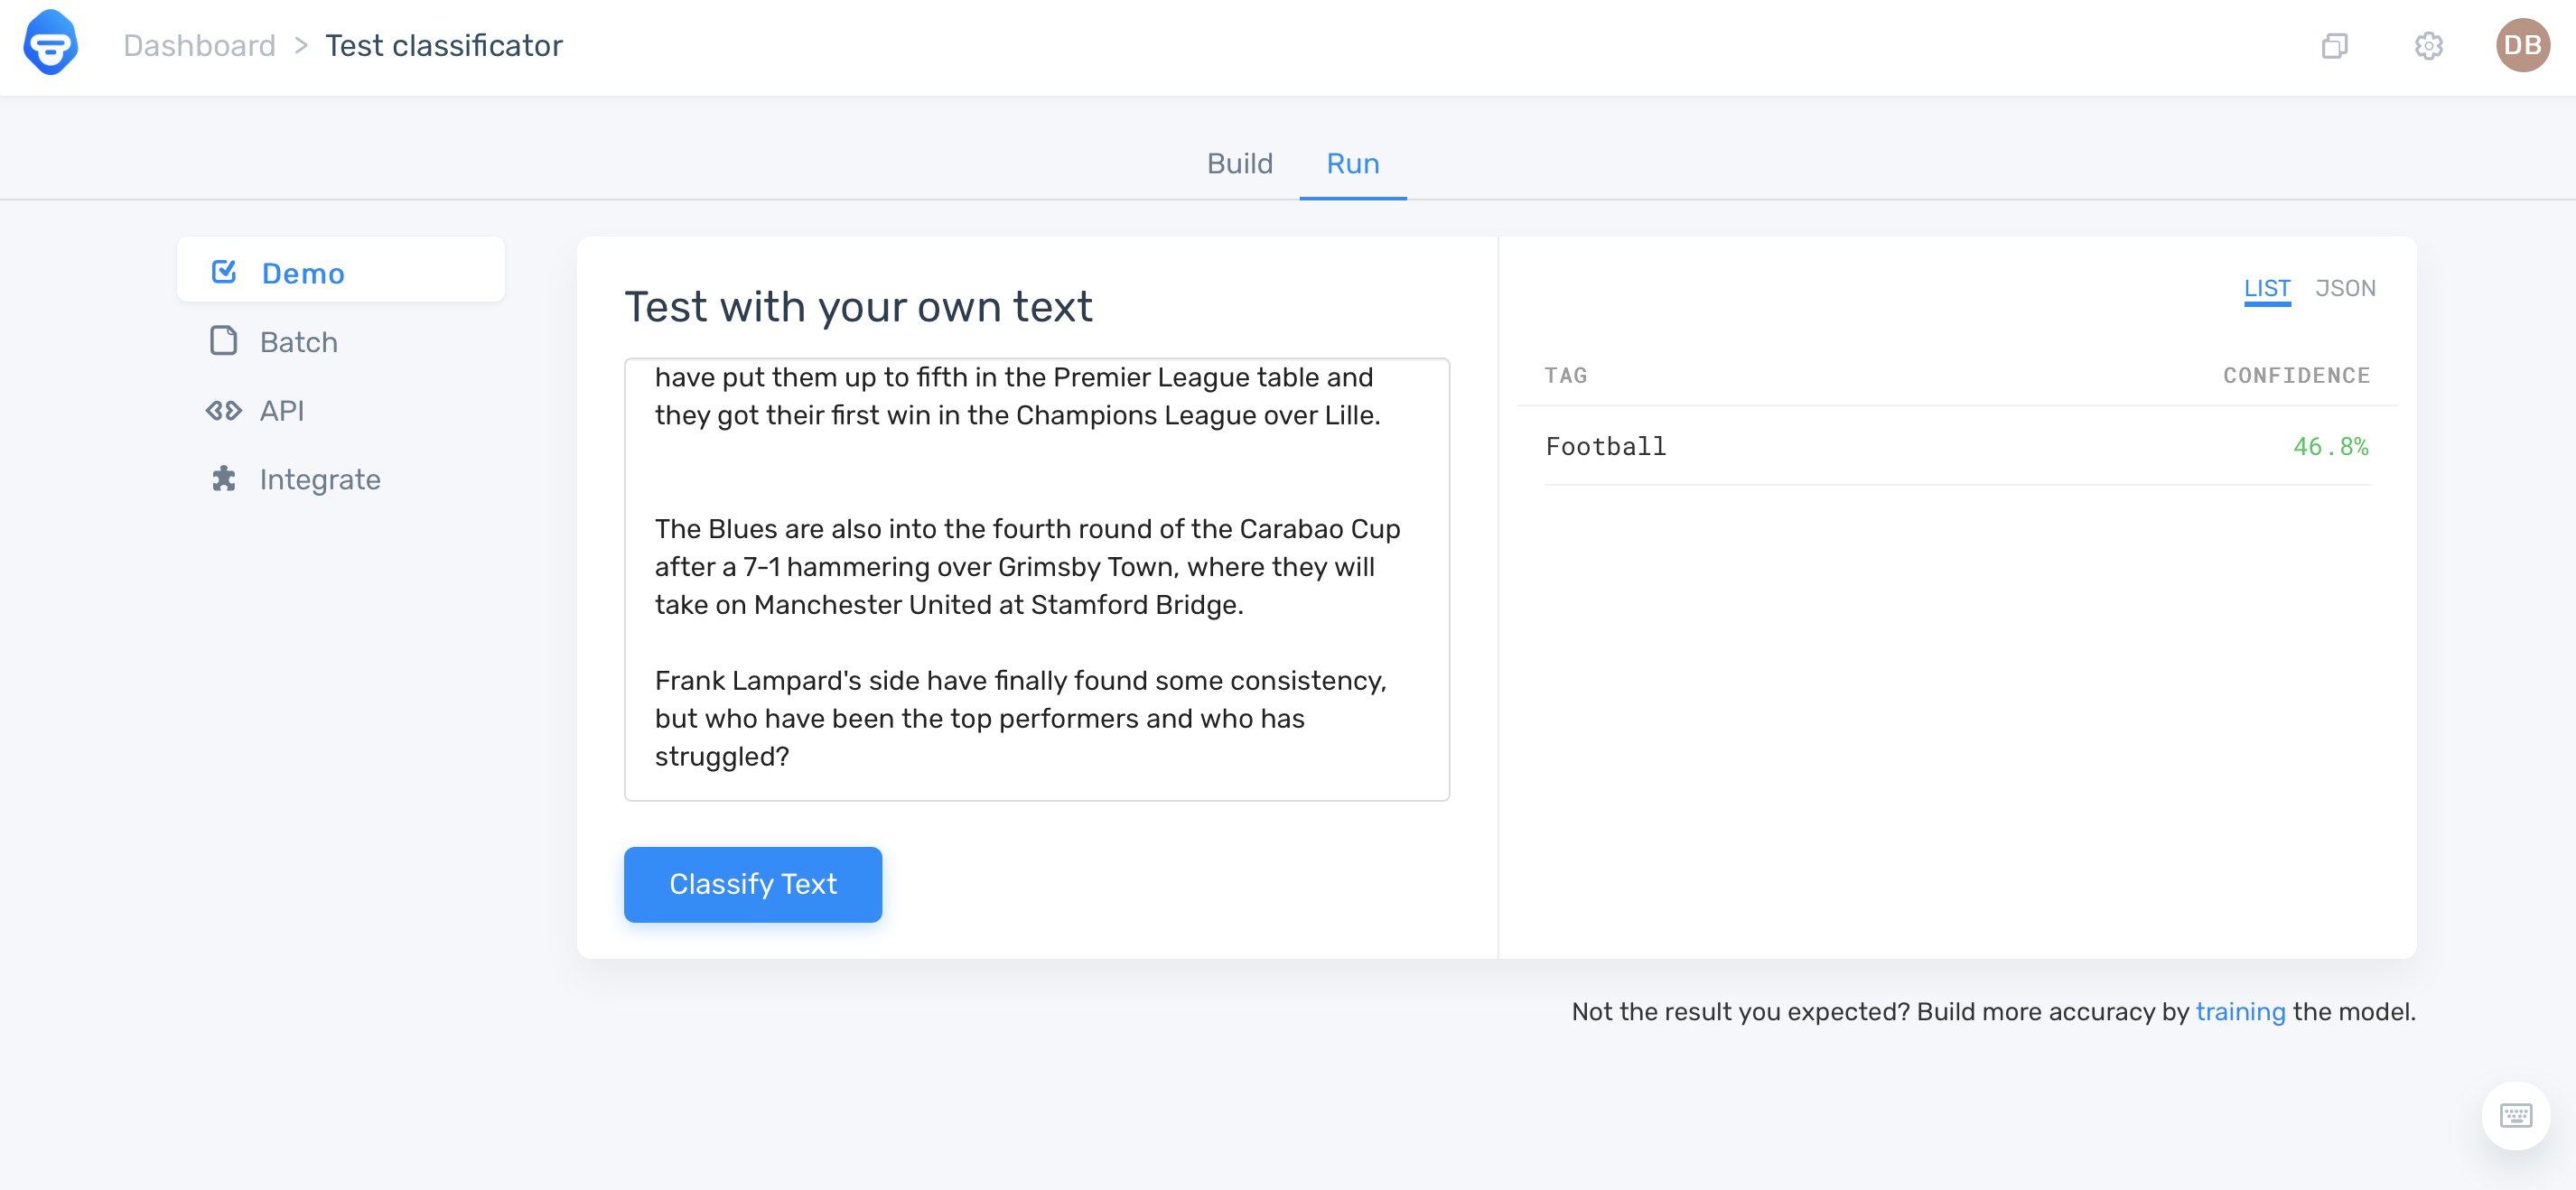 Dashboard > Test classificator
DB
Build
Run
Demo
Batch
API
Integrate
Test with your own text
have put them up to fifth in the Premier League table and
they got their first win in the Champions League over Lille.
The Blues are also into the fourth round of the Carabao Cup
after a 7-1 hammering over Grimsby Town, where they will
take on Manchester United at Stamford Bridge.
Frank Lampard's side have finally found some consistency,
but who have been the top performers and who has
struggled?
Classify Text
LIST JSON
TAG CONFIDENCE
Football 46.8%
Not the result you expected? Build more accuracy by training the model.